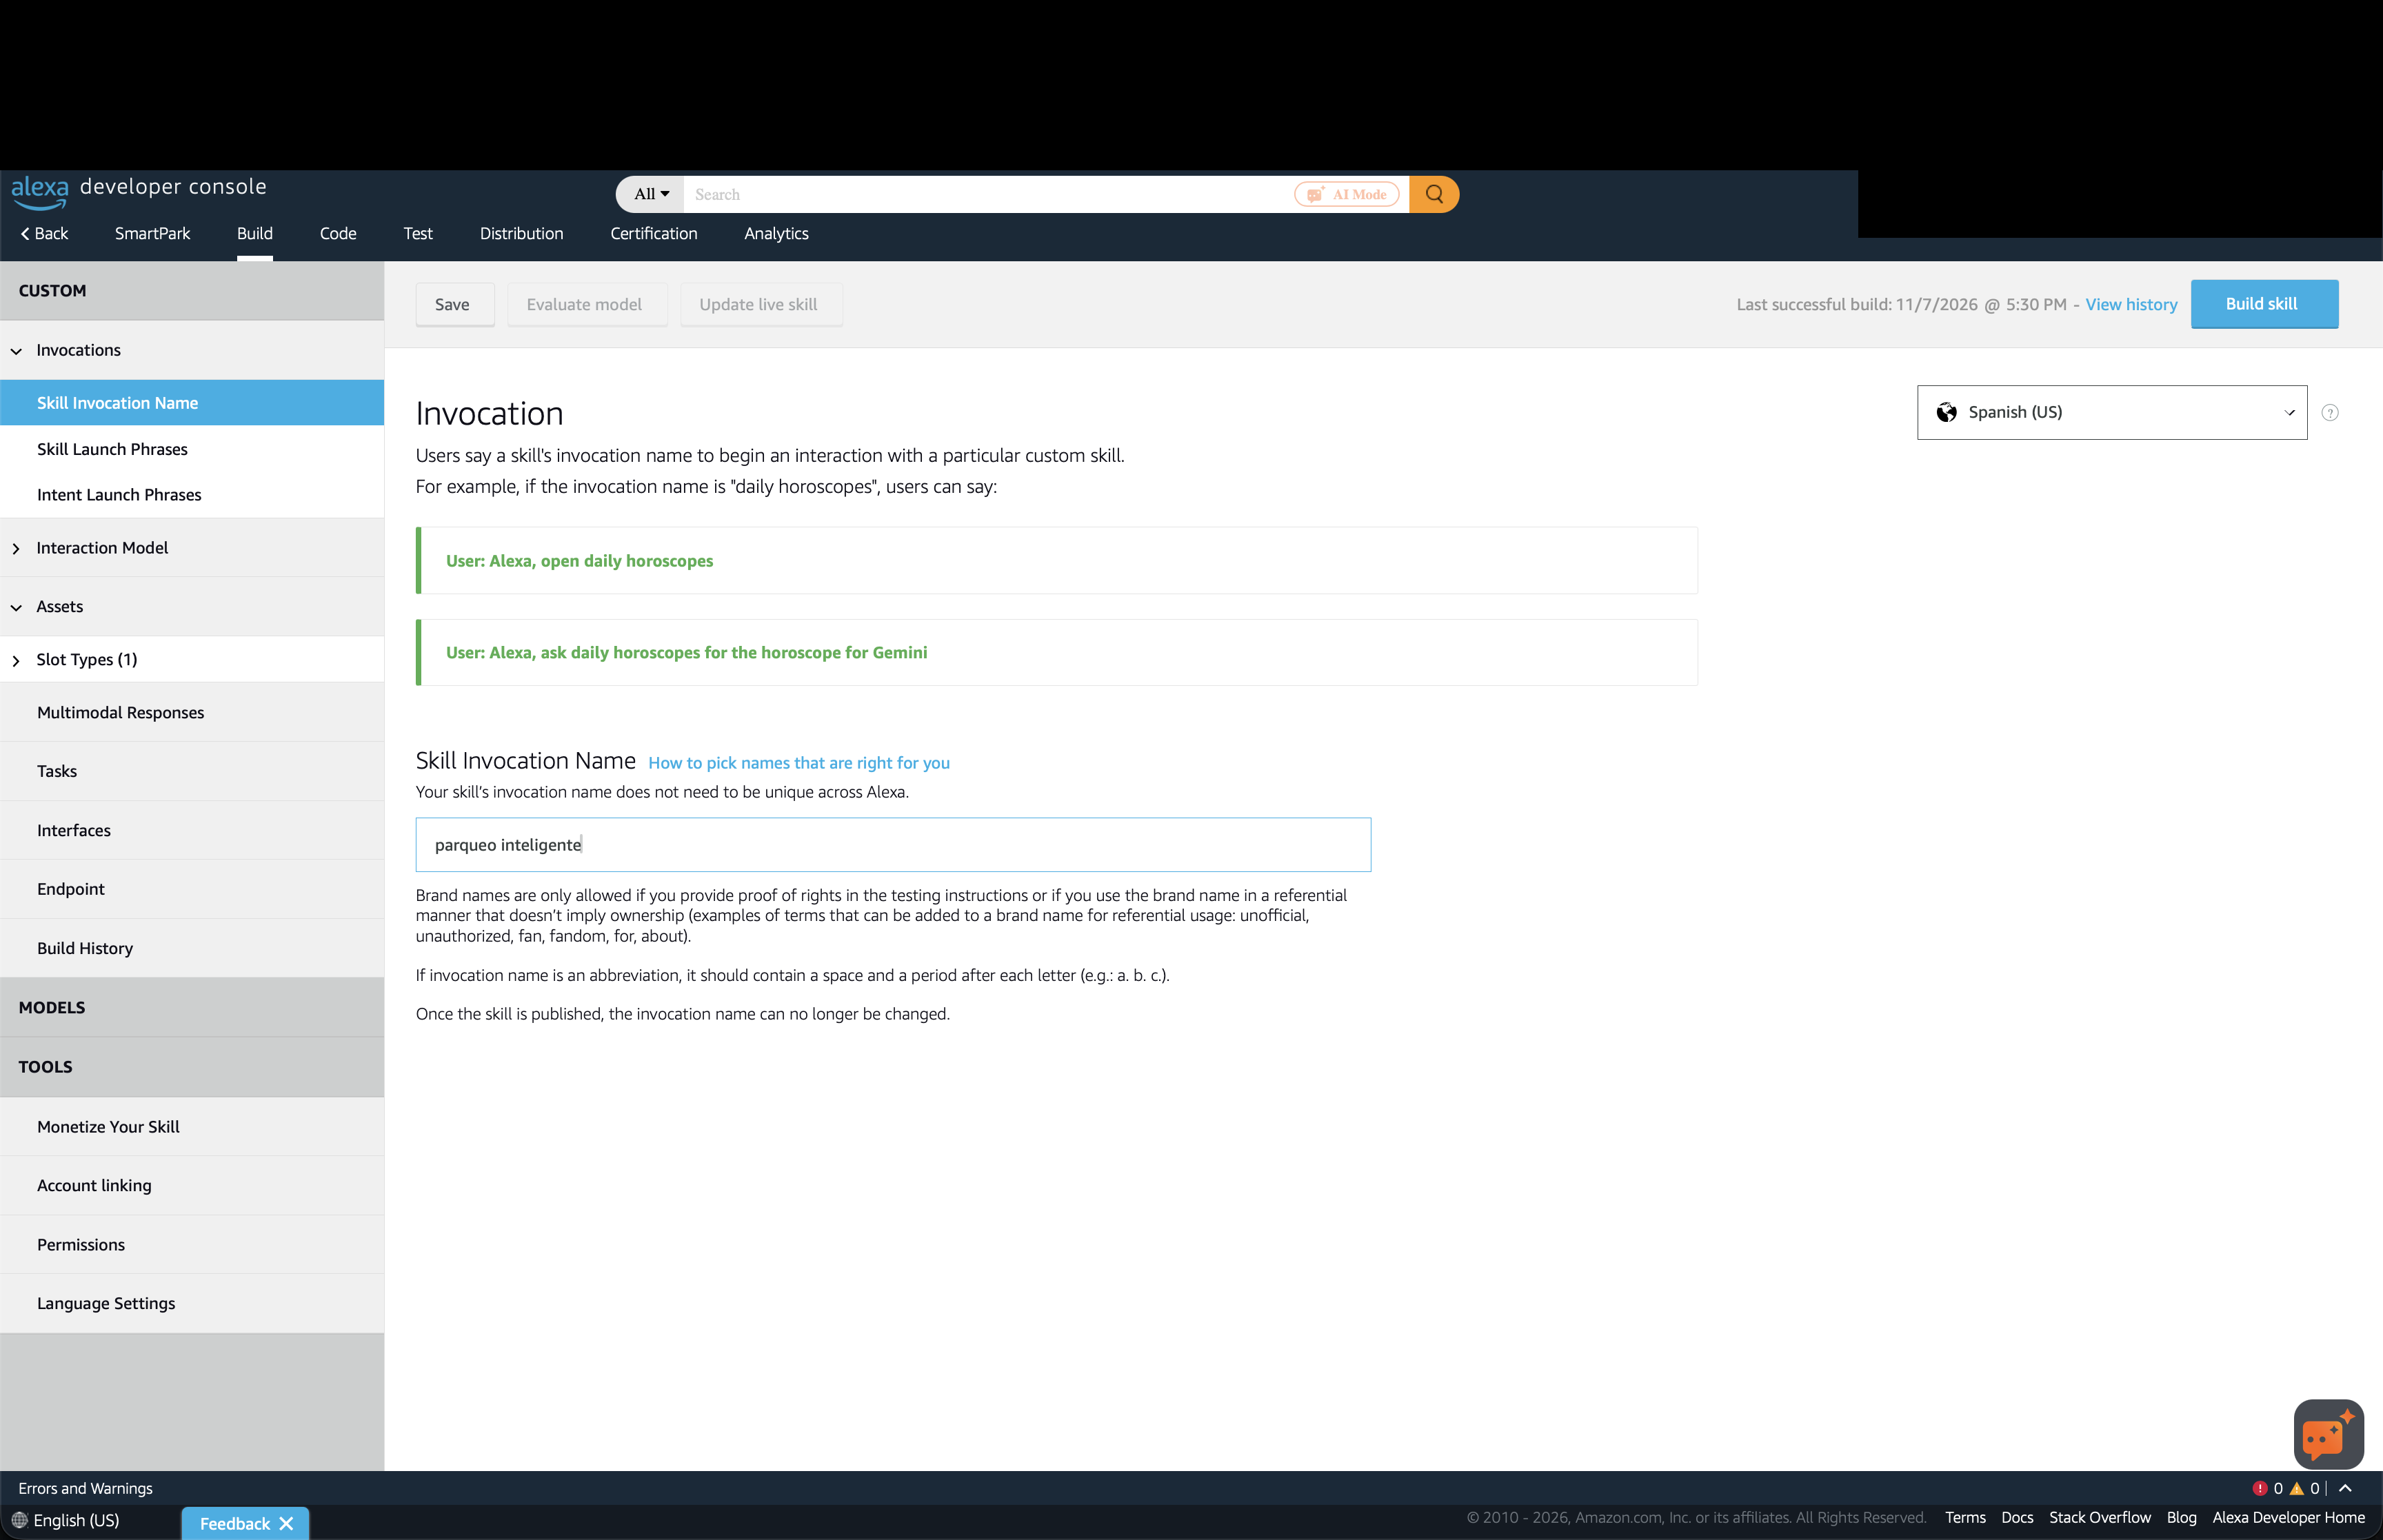 alexa developer console
All
Search
AI Mode
Back
SmartPark
Build
Code
Test
Distribution
Certification
Analytics
CUSTOM
Invocations
Skill Invocation Name
Skill Launch Phrases
Intent Launch Phrases
Interaction Model
Assets
Slot Types (1)
Multimodal Responses
Tasks
Interfaces
Endpoint
Build History
MODELS
TOOLS
Monetize Your Skill
Account linking
Permissions
Language Settings
Save
Evaluate model
Update live skill
Last successful build: 11/7/2026 @ 5:30 PM - View history
Build skill
Invocation
Spanish (US)
?
Users say a skill's invocation name to begin an interaction with a particular custom skill.
For example, if the invocation name is "daily horoscopes", users can say:
User: Alexa, open daily horoscopes
User: Alexa, ask daily horoscopes for the horoscope for Gemini
Skill Invocation Name How to pick names that are right for you
Your skill’s invocation name does not need to be unique across Alexa.
parqueo inteligente
Brand names are only allowed if you provide proof of rights in the testing instructions or if you use the brand name in a referential
manner that doesn’t imply ownership (examples of terms that can be added to a brand name for referential usage: unofficial,
unauthorized, fan, fandom, for, about).
If invocation name is an abbreviation, it should contain a space and a period after each letter (e.g.: a. b. c.).
Once the skill is published, the invocation name can no longer be changed.
Errors and Warnings
0
0
English (US)
Feedback
© 2010 - 2026, Amazon.com, Inc. or its affiliates. All Rights Reserved.
Terms
Docs
Stack Overflow
Blog
Alexa Developer Home